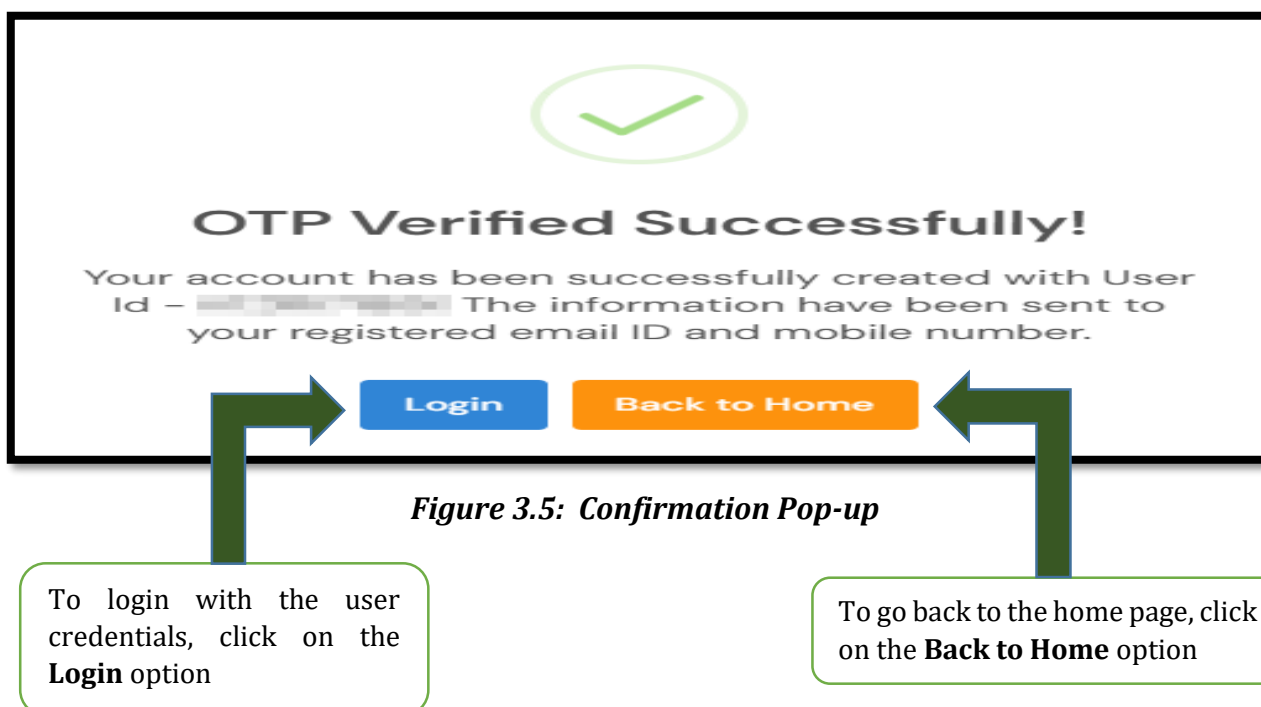 OTP Verified Successfully!
Your account has been successfully created with User
Id – The information have been sent to
your registered email ID and mobile number.
Login
Back to Home
Figure 3.5: Confirmation Pop-up
To login with the user
credentials, click on the
Login option
To go back to the home page, click
on the Back to Home option